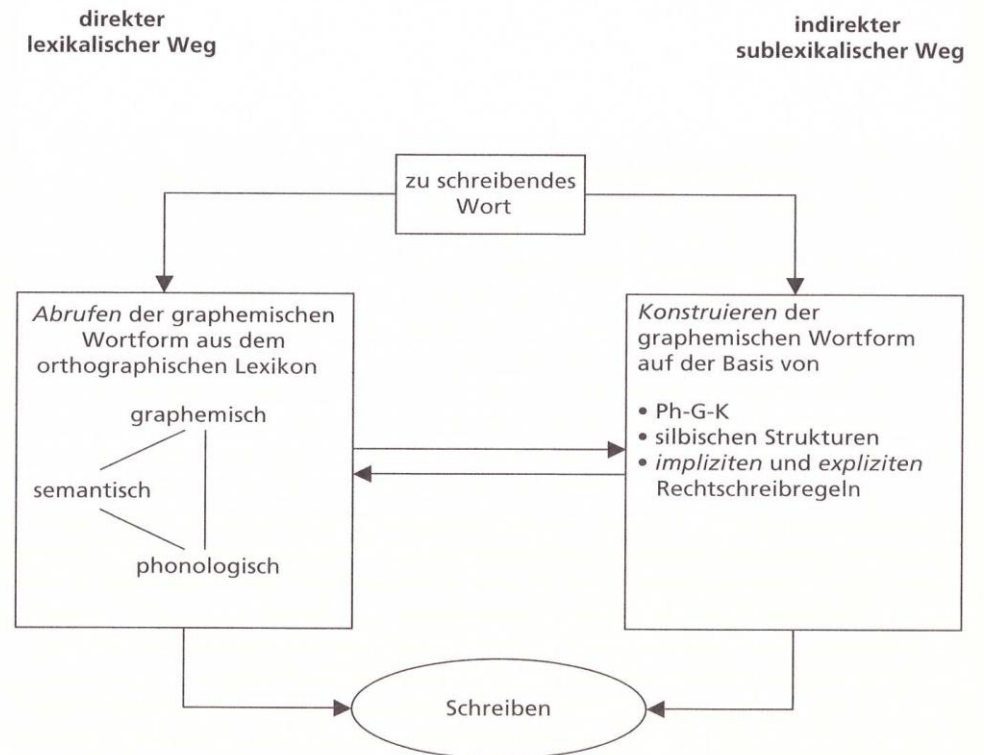 direkter
lexikalischer Weg
indirekter
sublexikalischer Weg
zu schreibendes
Wort
Abrufen der graphemischen
Wortform aus dem
orthographischen Lexikon
graphemisch
semantisch
phonologisch
Konstruieren der
graphemischen Wortform
auf der Basis von
• Ph-G-K
• silbischen Strukturen
• impliziten und expliziten
Rechtschreibregeln
Schreiben